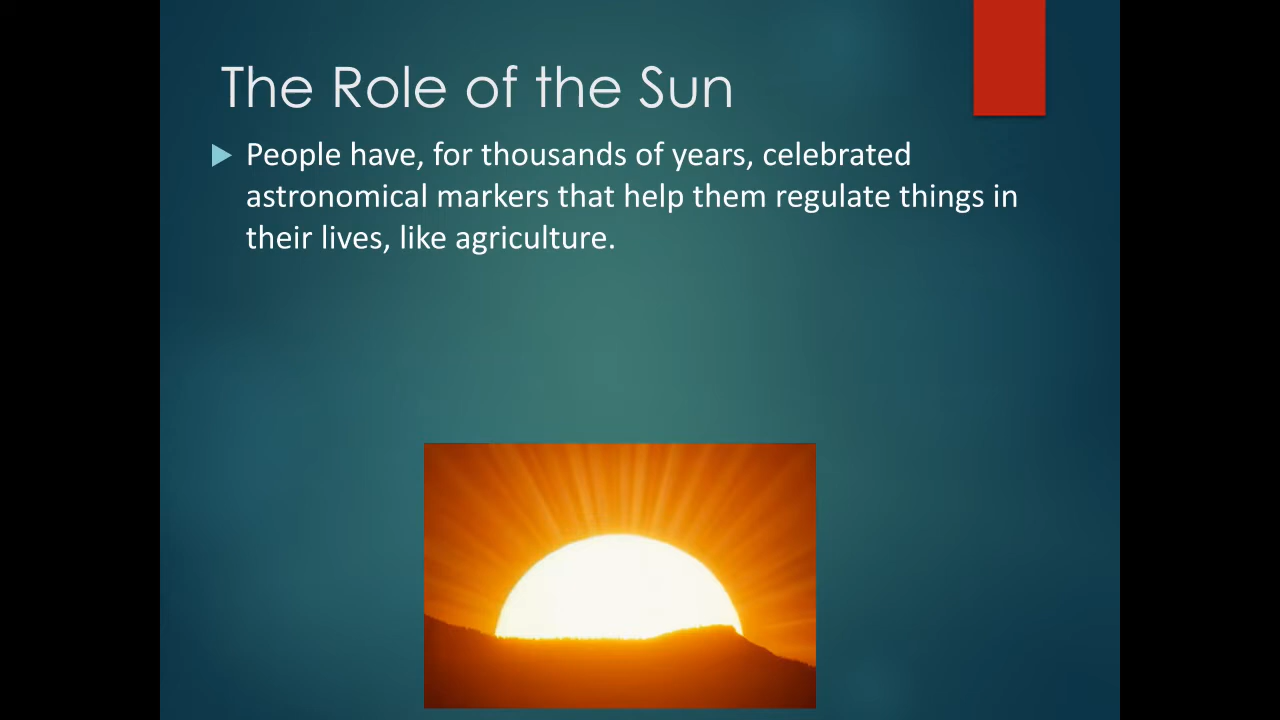 The Role of the Sun
People have, for thousands of years, celebrated
astronomical markers that help them regulate things in
their lives, like agriculture.